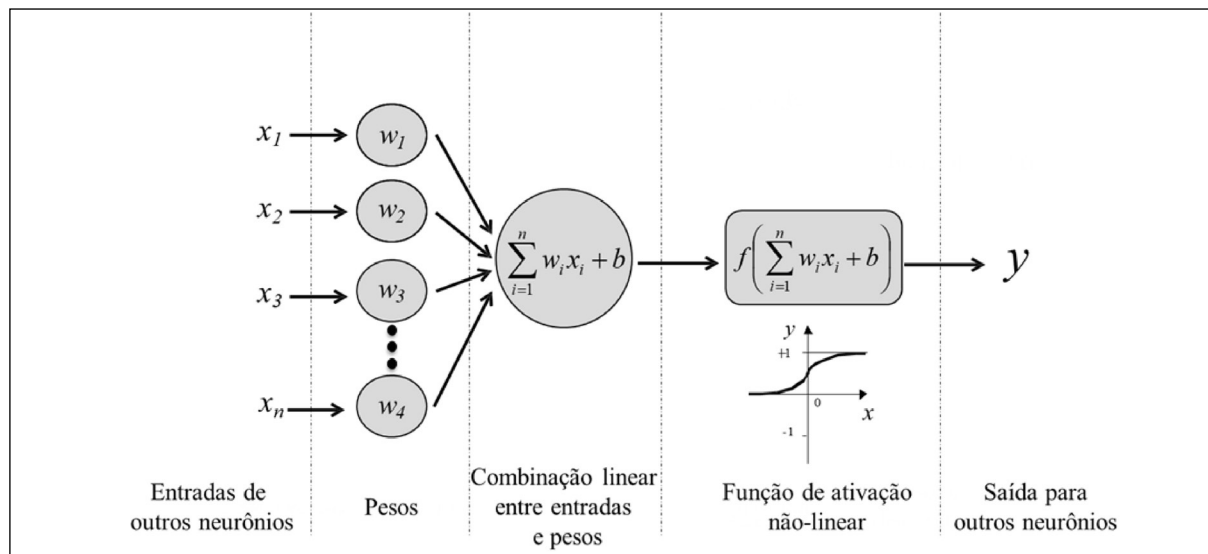 x₁
w₁
x₂
w₂
x₃
w₃
xₙ
w₄
n
∑ wᵢxᵢ + b
i=1
f(
n
∑ wᵢxᵢ + b
i=1
)
y
y
+1
0
x
-1
Entradas de
outros neurônios
Pesos
Combinação linear
entre entradas
e pesos
Função de ativação
não-linear
Saída para
outros neurônios